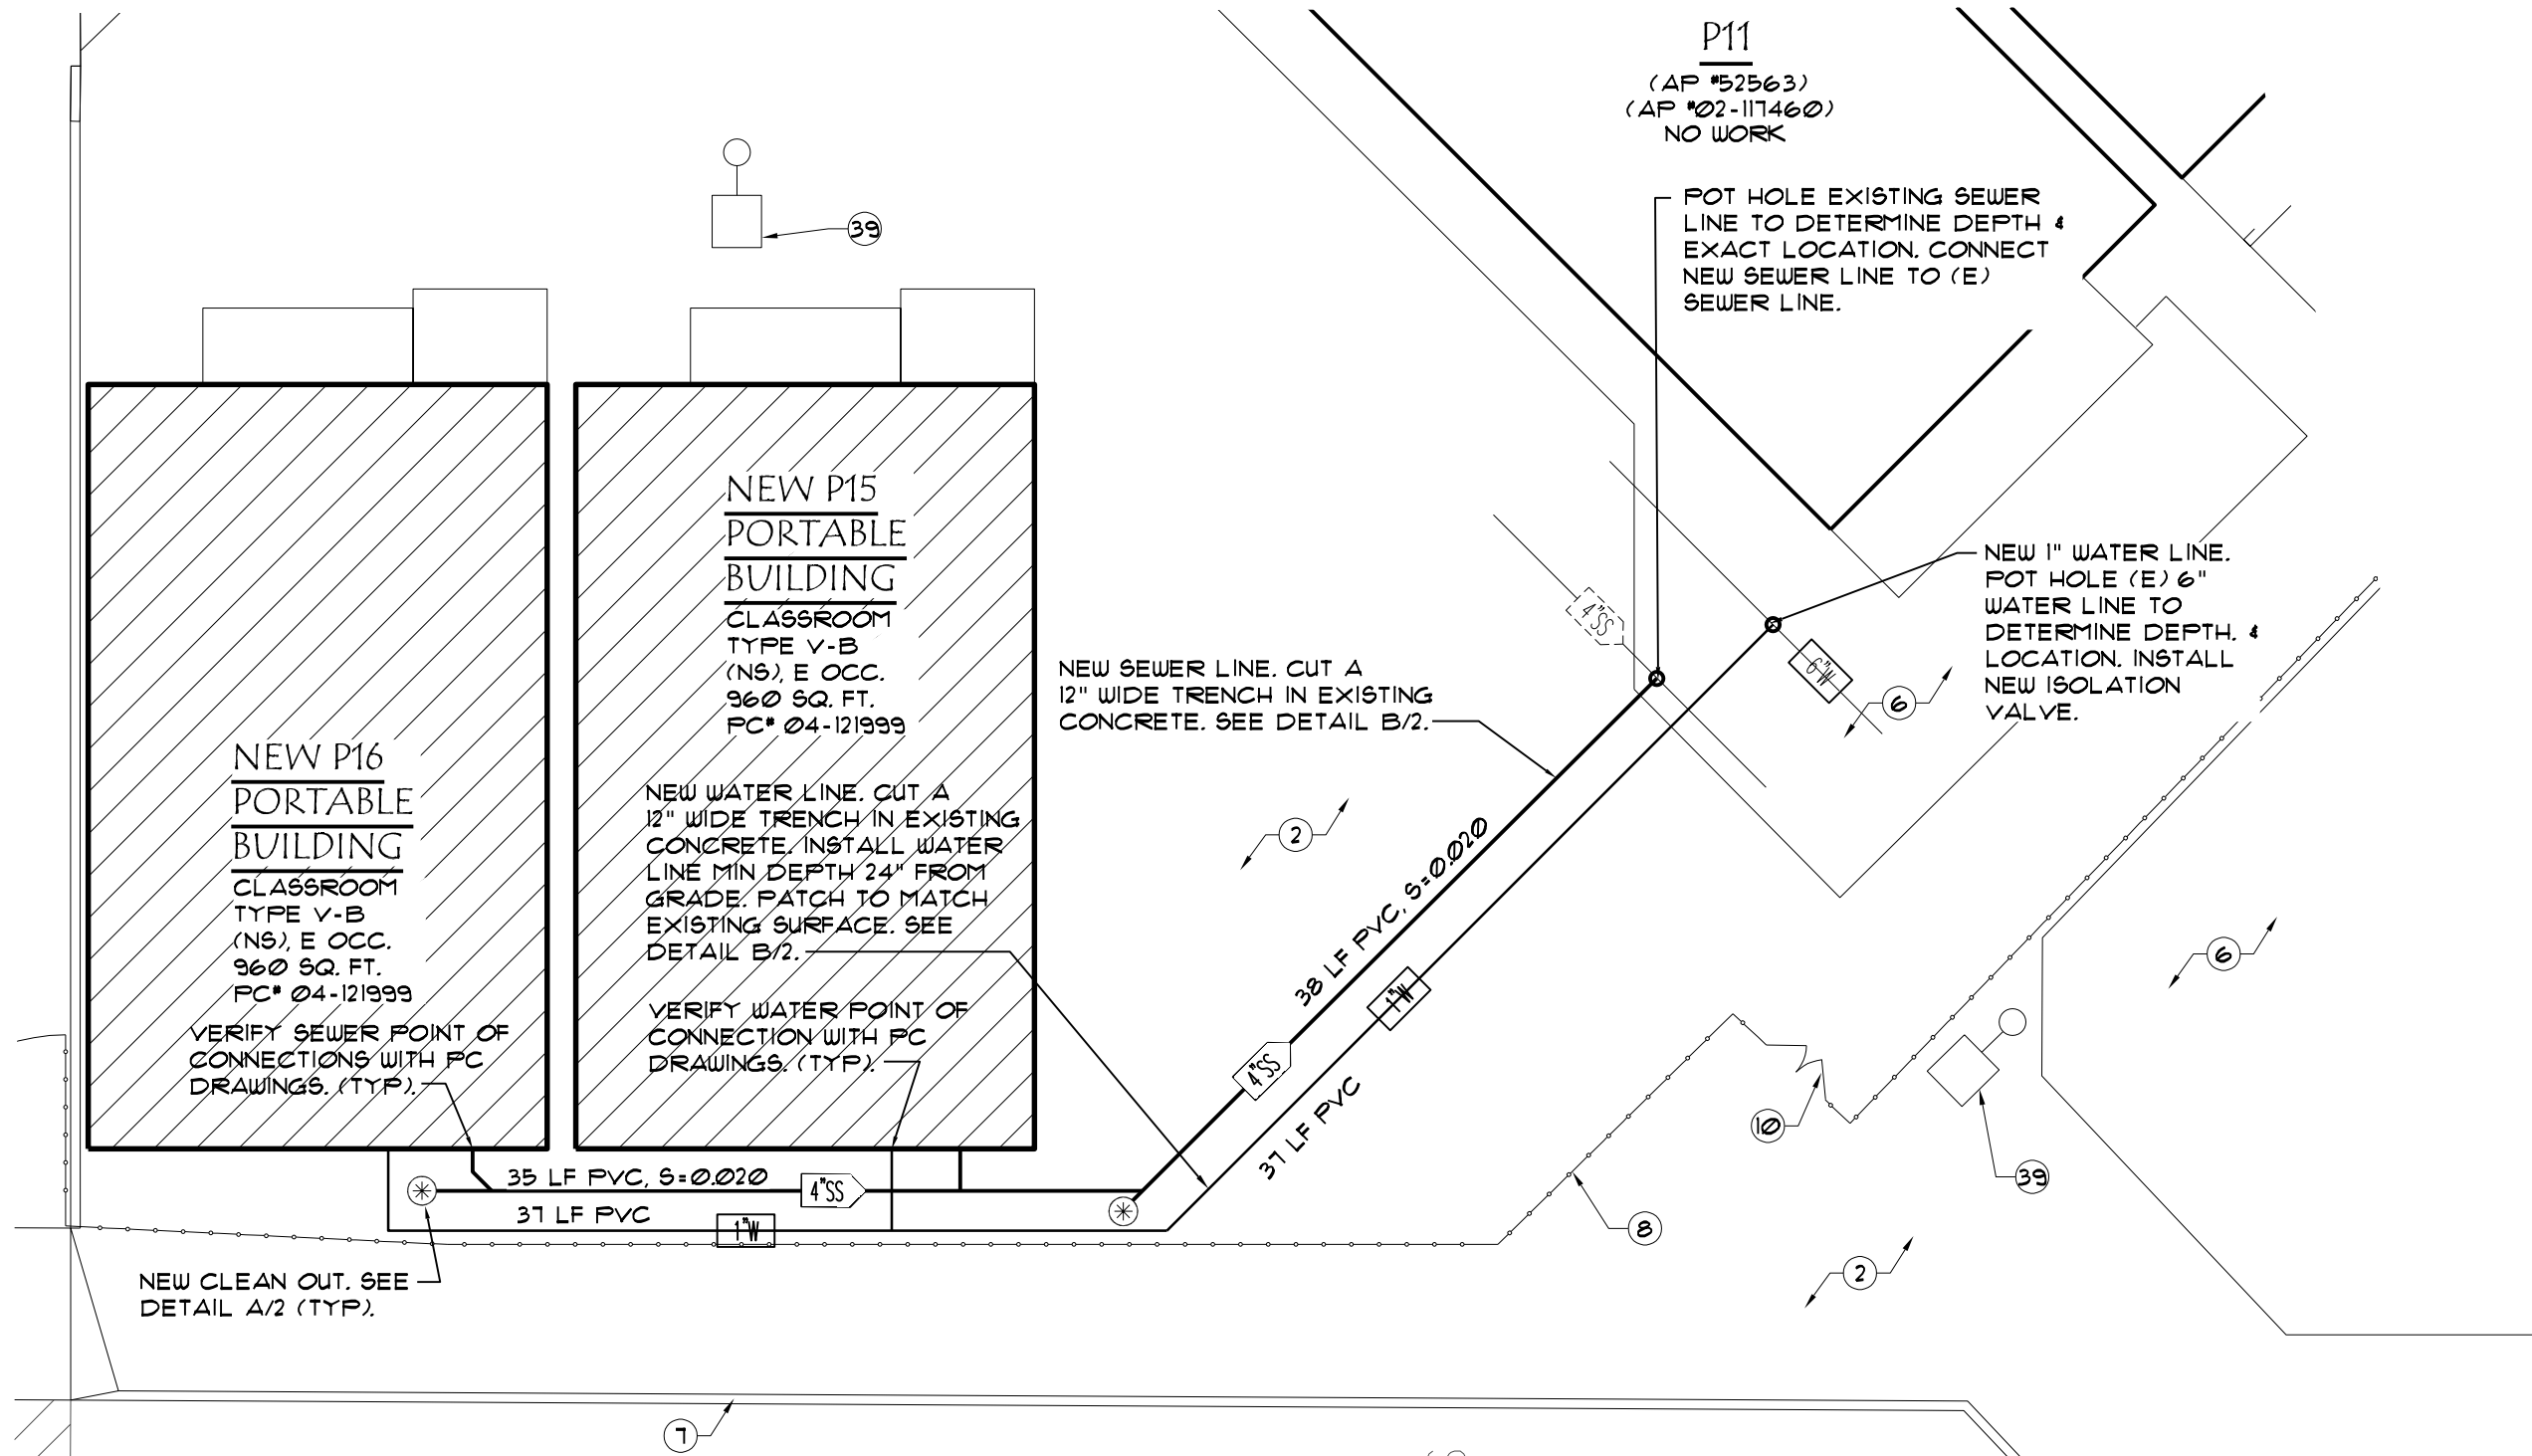 P11
(AP #52563)
(AP #02-117460)
NO WORK
POT HOLE EXISTING SEWER
LINE TO DETERMINE DEPTH &
EXACT LOCATION. CONNECT
NEW SEWER LINE TO (E)
SEWER LINE.
39
NEW P15
PORTABLE
BUILDING
CLASSROOM
TYPE V-B
(NS), E OCC.
960 SQ. FT.
PC# 04-121999
NEW 1" WATER LINE.
POT HOLE (E) 6"
WATER LINE TO
DETERMINE DEPTH. &
LOCATION. INSTALL
NEW ISOLATION
VALVE.
4"SS
6"W
6
NEW SEWER LINE. CUT A
12" WIDE TRENCH IN EXISTING
CONCRETE. SEE DETAIL B/2.
NEW P16
PORTABLE
BUILDING
CLASSROOM
TYPE V-B
(NS), E OCC.
960 SQ. FT.
PC# 04-121999
NEW WATER LINE. CUT A
12" WIDE TRENCH IN EXISTING
CONCRETE. INSTALL WATER
LINE MIN DEPTH 24" FROM
GRADE. PATCH TO MATCH
EXISTING SURFACE. SEE
DETAIL B/2.
2
38 LF PVC, S=0.020
1"W
4"SS
37 LF PVC
6
VERIFY SEWER POINT OF
CONNECTIONS WITH PC
DRAWINGS. (TYP).
VERIFY WATER POINT OF
CONNECTION WITH PC
DRAWINGS. (TYP).
10
39
35 LF PVC, S=0.020
4"SS
37 LF PVC
1"W
8
2
NEW CLEAN OUT. SEE
DETAIL A/2 (TYP).
7